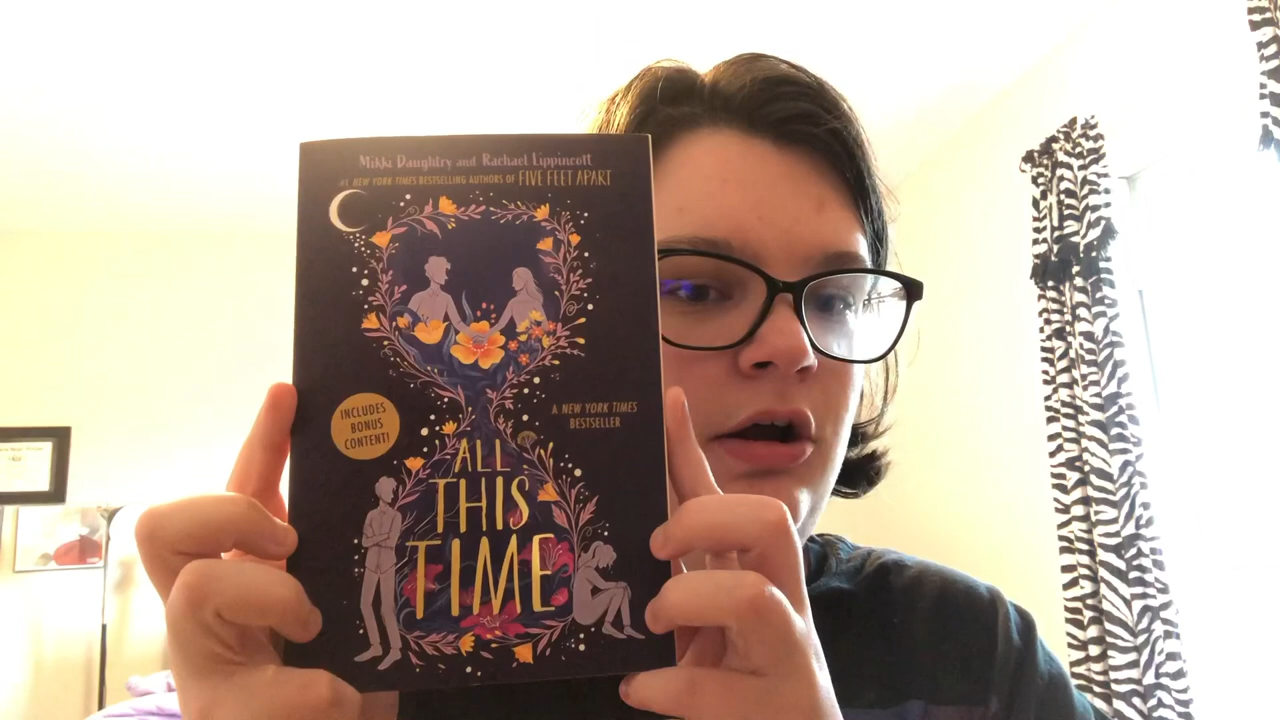 Mikki Daughtry and Rachael Lippincott
#1 NEW YORK TIMES BESTSELLING AUTHORS OF FIVE FEET APART
INCLUDES
BONUS
CONTENT!
A NEW YORK TIMES
BESTSELLER
ALL
THIS
TIME